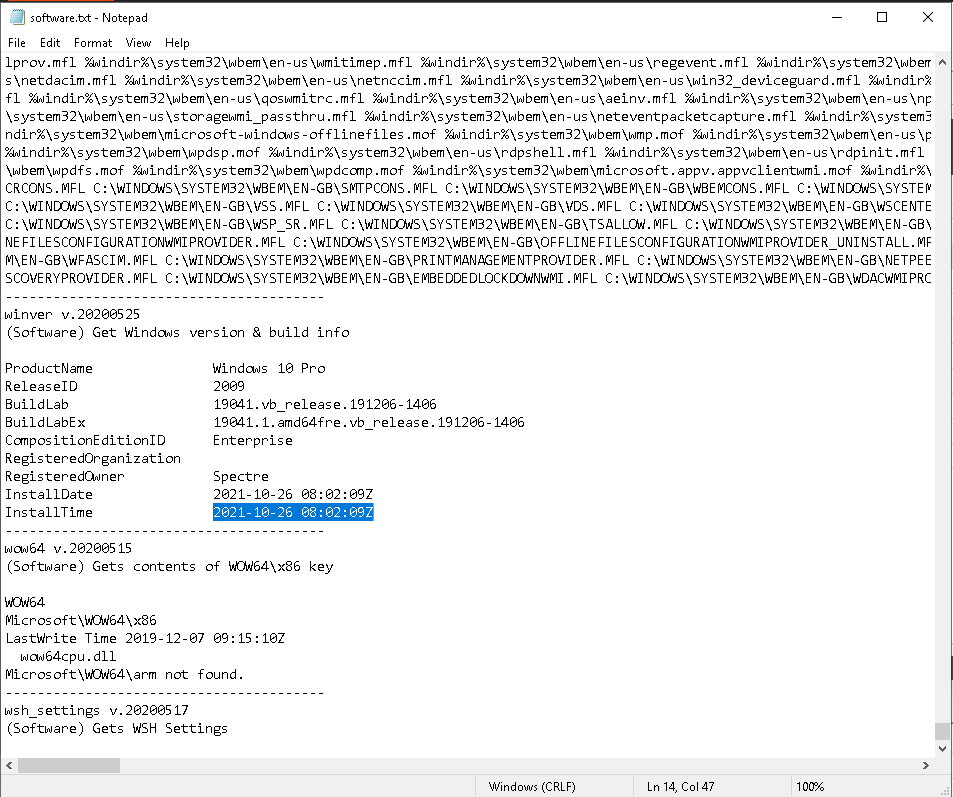 software.txt - Notepad
File Edit Format View Help
lprov.mfl %windir%\system32\wbem\en-us\wmitimep.mfl %windir%\system32\wbem\en-us\regevent.mfl %windir%\system32\wbem
s\netdacim.mfl %windir%\system32\wbem\en-us\netnccim.mfl %windir%\system32\wbem\en-us\win32_deviceguard.mfl %windir%
fl %windir%\system32\wbem\en-us\qoswmitrc.mfl %windir%\system32\wbem\en-us\aeinv.mfl %windir%\system32\wbem\en-us\np
\system32\wbem\en-us\storagewmi_passthru.mfl %windir%\system32\wbem\en-us\neteventpacketcapture.mfl %windir%\system3
ndir%\system32\wbem\microsoft-windows-offlinefiles.mof %windir%\system32\wbem\wmp.mof %windir%\system32\wbem\en-us\p
%windir%\system32\wbem\wpdsp.mof %windir%\system32\wbem\en-us\rdpshell.mfl %windir%\system32\wbem\en-us\rdpinit.mfl
\wbem\wpdfs.mof %windir%\system32\wbem\wpdcomp.mof %windir%\system32\wbem\microsoft.appv.appvclientwmi.mof %windir%\
CRCONS.MFL C:\WINDOWS\SYSTEM32\WBEM\EN-GB\SMTPCONS.MFL C:\WINDOWS\SYSTEM32\WBEM\EN-GB\WBEMCONS.MFL C:\WINDOWS\SYSTEM
C:\WINDOWS\SYSTEM32\WBEM\EN-GB\VSS.MFL C:\WINDOWS\SYSTEM32\WBEM\EN-GB\VDS.MFL C:\WINDOWS\SYSTEM32\WBEM\EN-GB\WSCENTE
C:\WINDOWS\SYSTEM32\WBEM\EN-GB\WSP_SR.MFL C:\WINDOWS\SYSTEM32\WBEM\EN-GB\TSALLOW.MFL C:\WINDOWS\SYSTEM32\WBEM\EN-GB\
NEFILESCONFIGURATIONWMIPROVIDER.MFL C:\WINDOWS\SYSTEM32\WBEM\EN-GB\OFFLINEFILESCONFIGURATIONWMIPROVIDER_UNINSTALL.MF
M\EN-GB\WFASCIM.MFL C:\WINDOWS\SYSTEM32\WBEM\EN-GB\PRINTMANAGEMENTPROVIDER.MFL C:\WINDOWS\SYSTEM32\WBEM\EN-GB\NETPEE
SCOVERYPROVIDER.MFL C:\WINDOWS\SYSTEM32\WBEM\EN-GB\EMBEDDEDLOCKDOWNWMI.MFL C:\WINDOWS\SYSTEM32\WBEM\EN-GB\WDACWMIPRC
----------------------------------------
winver v.20200525
(Software) Get Windows version & build info
ProductName Windows 10 Pro
ReleaseID 2009
BuildLab 19041.vb_release.191206-1406
BuildLabEx 19041.1.amd64fre.vb_release.191206-1406
CompositionEditionID Enterprise
RegisteredOrganization
RegisteredOwner Spectre
InstallDate 2021-10-26 08:02:09Z
InstallTime 2021-10-26 08:02:09Z
----------------------------------------
wow64 v.20200515
(Software) Gets contents of WOW64\x86 key
WOW64
Microsoft\WOW64\x86
LastWrite Time 2019-12-07 09:15:10Z
wow64cpu.dll
Microsoft\WOW64\arm not found.
----------------------------------------
wsh_settings v.20200517
(Software) Gets WSH Settings
Windows (CRLF) Ln 14, Col 47 100%